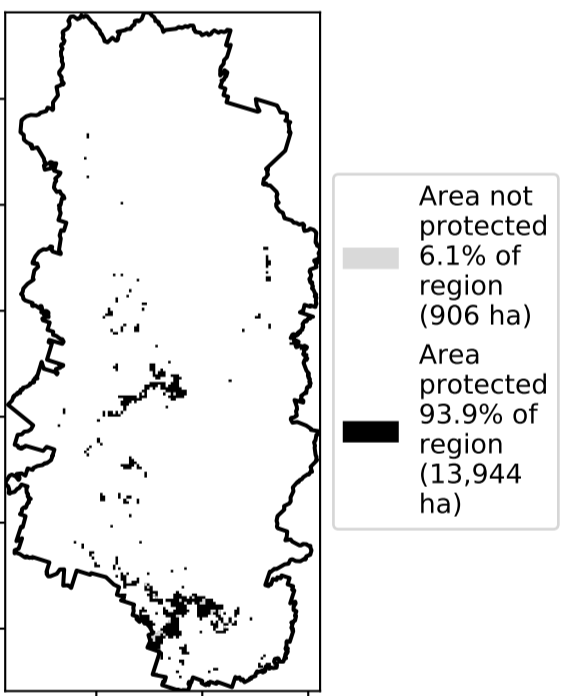 Area not
protected
6.1% of
region
(906 ha)
Area
protected
93.9% of
region
(13,944
ha)